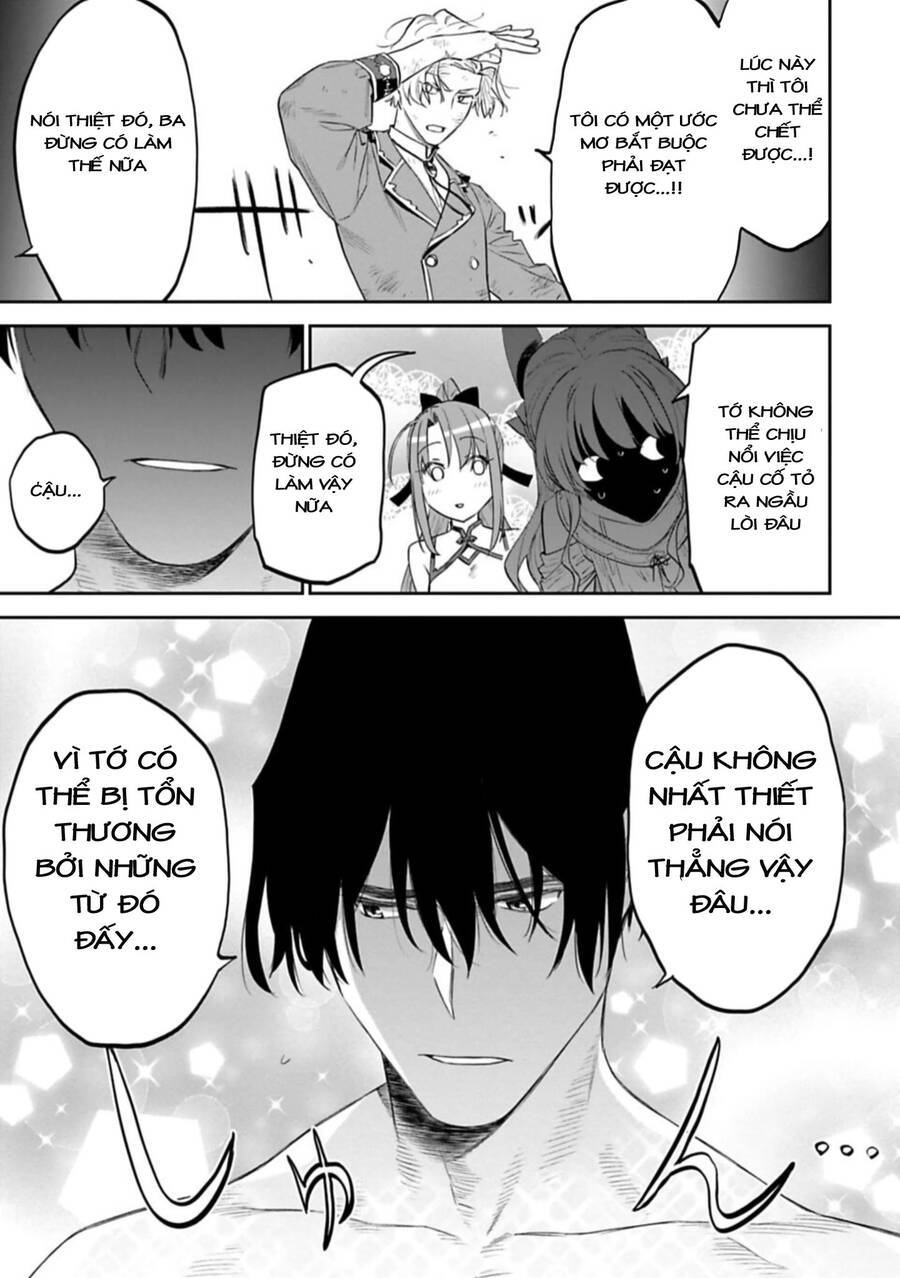 LÚC NÀY
THÌ TÔI
CHƯA THỂ
CHẾT
ĐƯỢC...!
TÔI CÓ MỘT ƯỚC
MƠ BẮT BUỘC
PHẢI ĐẠT
ĐƯỢC...!!
NÓI THIỆT ĐÓ, BA
ĐỪNG CÓ LÀM
THẾ NỮA
TỚ KHÔNG
THỂ CHỊU
NỔI VIỆC
CẬU CỐ TỎ
RA NGẦU
LÒI ĐÂU
THIỆT ĐÓ,
ĐỪNG CÓ
LÀM VẬY
NỮA
CẬU...
CẬU KHÔNG
NHẤT THIẾT
PHẢI NÓI
THẲNG VẬY
ĐÂU...
VÌ TỚ CÓ
THỂ BỊ TỔN
THƯƠNG
BỞI NHỮNG
TỪ ĐÓ
ĐẤY...
しゅん...